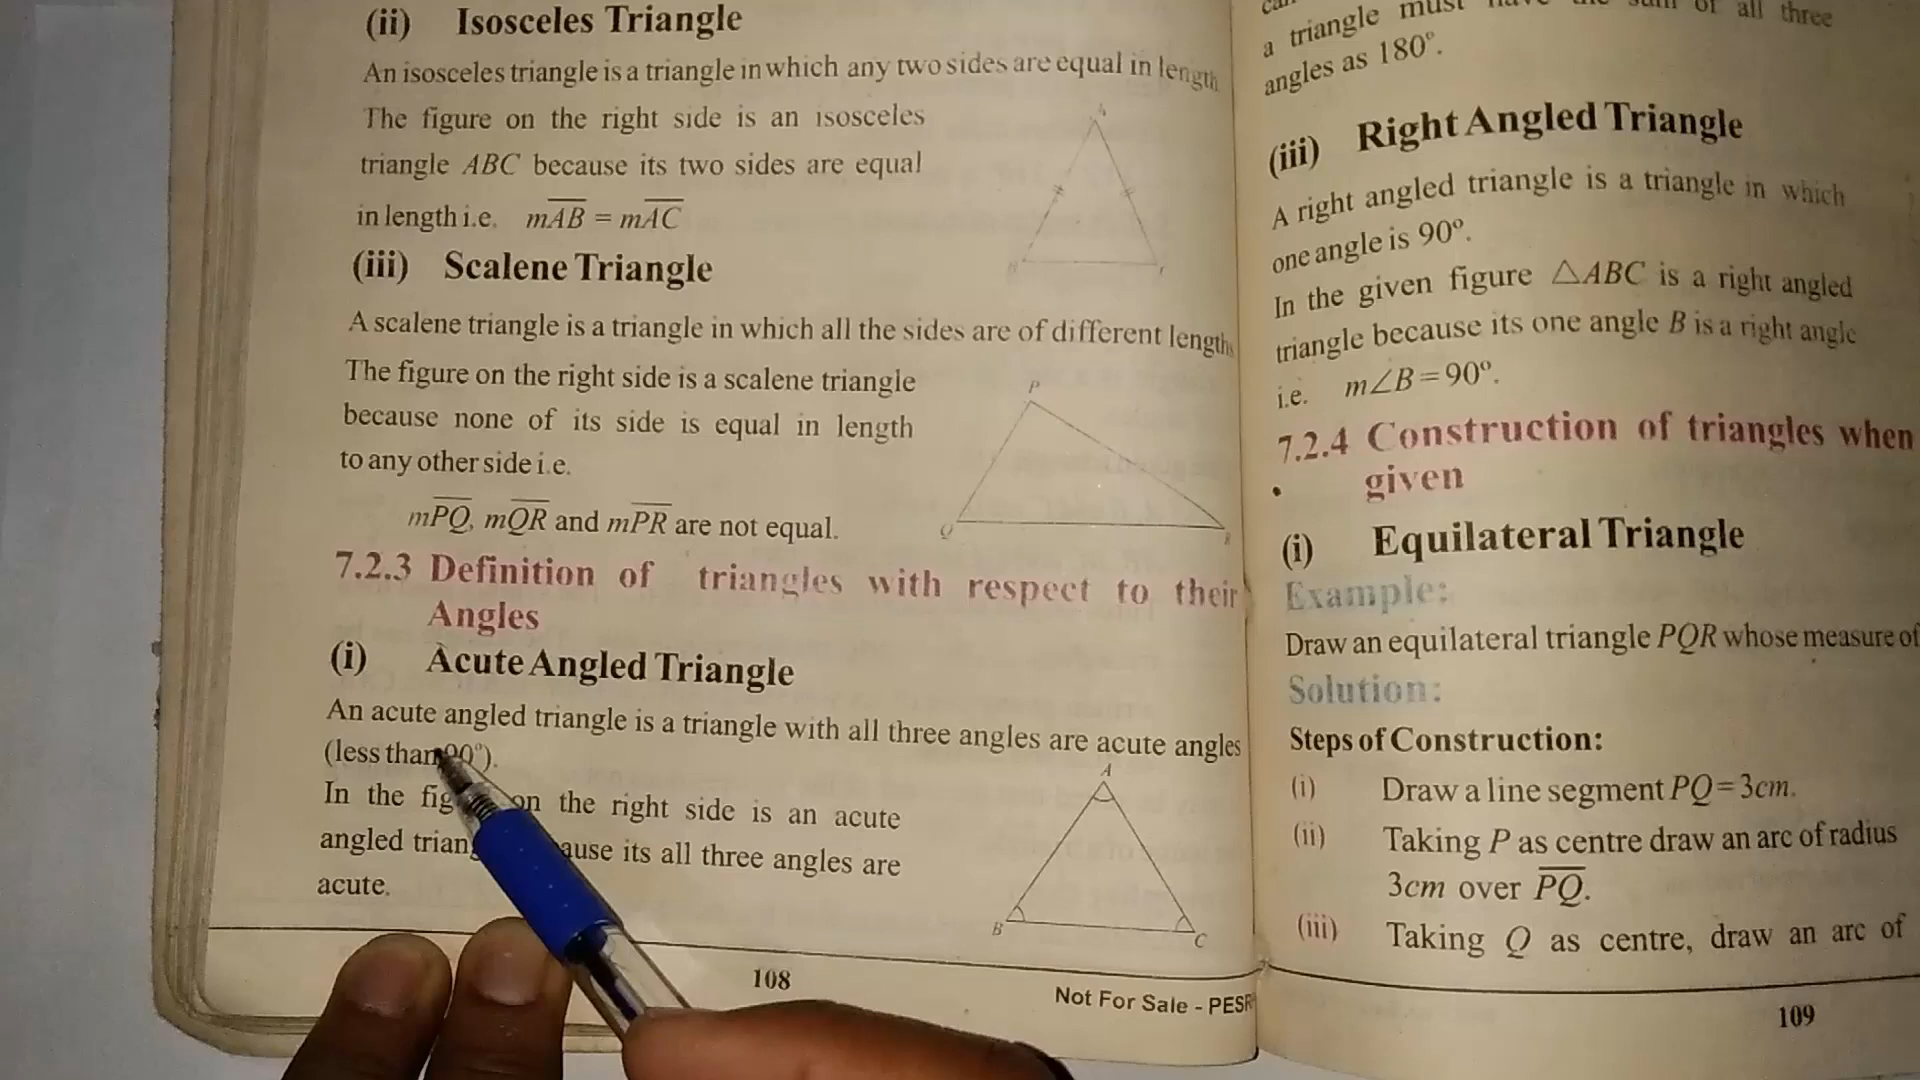 (ii) Isosceles Triangle
An isosceles triangle is a triangle in which any two sides are equal in length
The figure on the right side is an isosceles
triangle ABC because its two sides are equal
in length i.e. mAB = mAC
A
(iii) Scalene Triangle
A scalene triangle is a triangle in which all the sides are of different length
The figure on the right side is a scalene triangle
because none of its side is equal in length
to any other side i.e.
mPQ, mQR and mPR are not equal.
P
Q
R
7.2.3 Definition of triangles with respect to their
Angles
(i) Acute Angled Triangle
An acute angled triangle is a triangle with all three angles are acute angles
(less than 90°).
In the on the right side is an acute
angled its all three angles are
acute.
A
B
C
108
Not For Sale - PESR
a triangle must of all three
angles as 180°.
(iii) Right Angled Triangle
A right angled triangle is a triangle in which
one angle is 90°.
In the given figure △ABC is a right angled
triangle because its one angle B is a right angle
i.e. m∠B = 90°.
7.2.4 Construction of triangles when
given
(i) Equilateral Triangle
Example:
Draw an equilateral triangle PQR whose measure of
Solution:
Steps of Construction:
(i) Draw a line segment PQ = 3cm.
(ii) Taking P as centre draw an arc of radius
3cm over PQ.
(iii) Taking Q as centre, draw an arc of
109